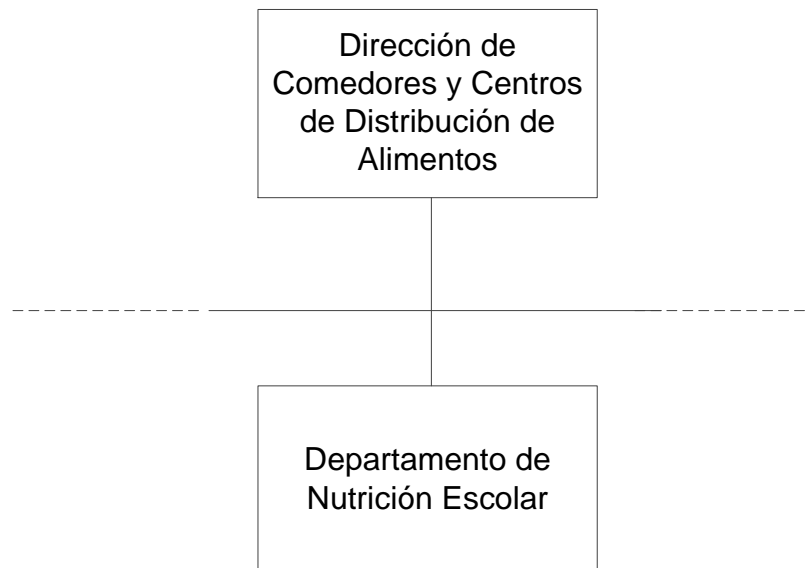 Dirección de
Comedores y Centros
de Distribución de
Alimentos
Departamento de
Nutrición Escolar